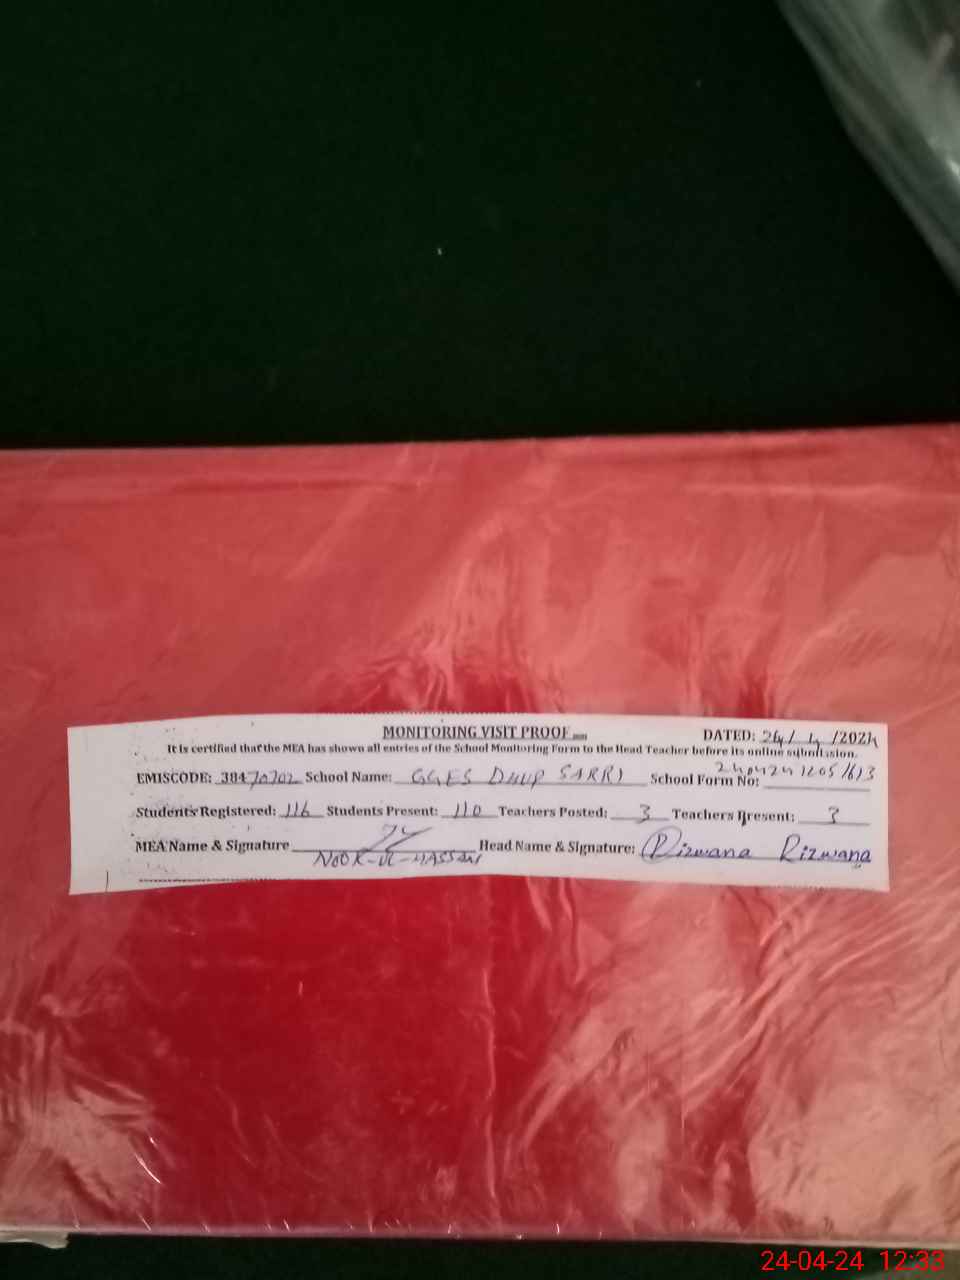 MONITORING VISIT PROOF
DATED: 24/4/2024
It is certified that the MEA has shown all entries of the School Monitoring Form to the Head Teacher before its online submission.
EMISCODE: 38470702 School Name: GGES DHUP SARRI School Form No:
Students Registered: 116 Students Present: 110 Teachers Posted: 3 Teachers Present: 3
MEA Name & Signature NOOR-UL-HASSAN Head Name & Signature: Rizwana Rizwana
24-04-24 12:33